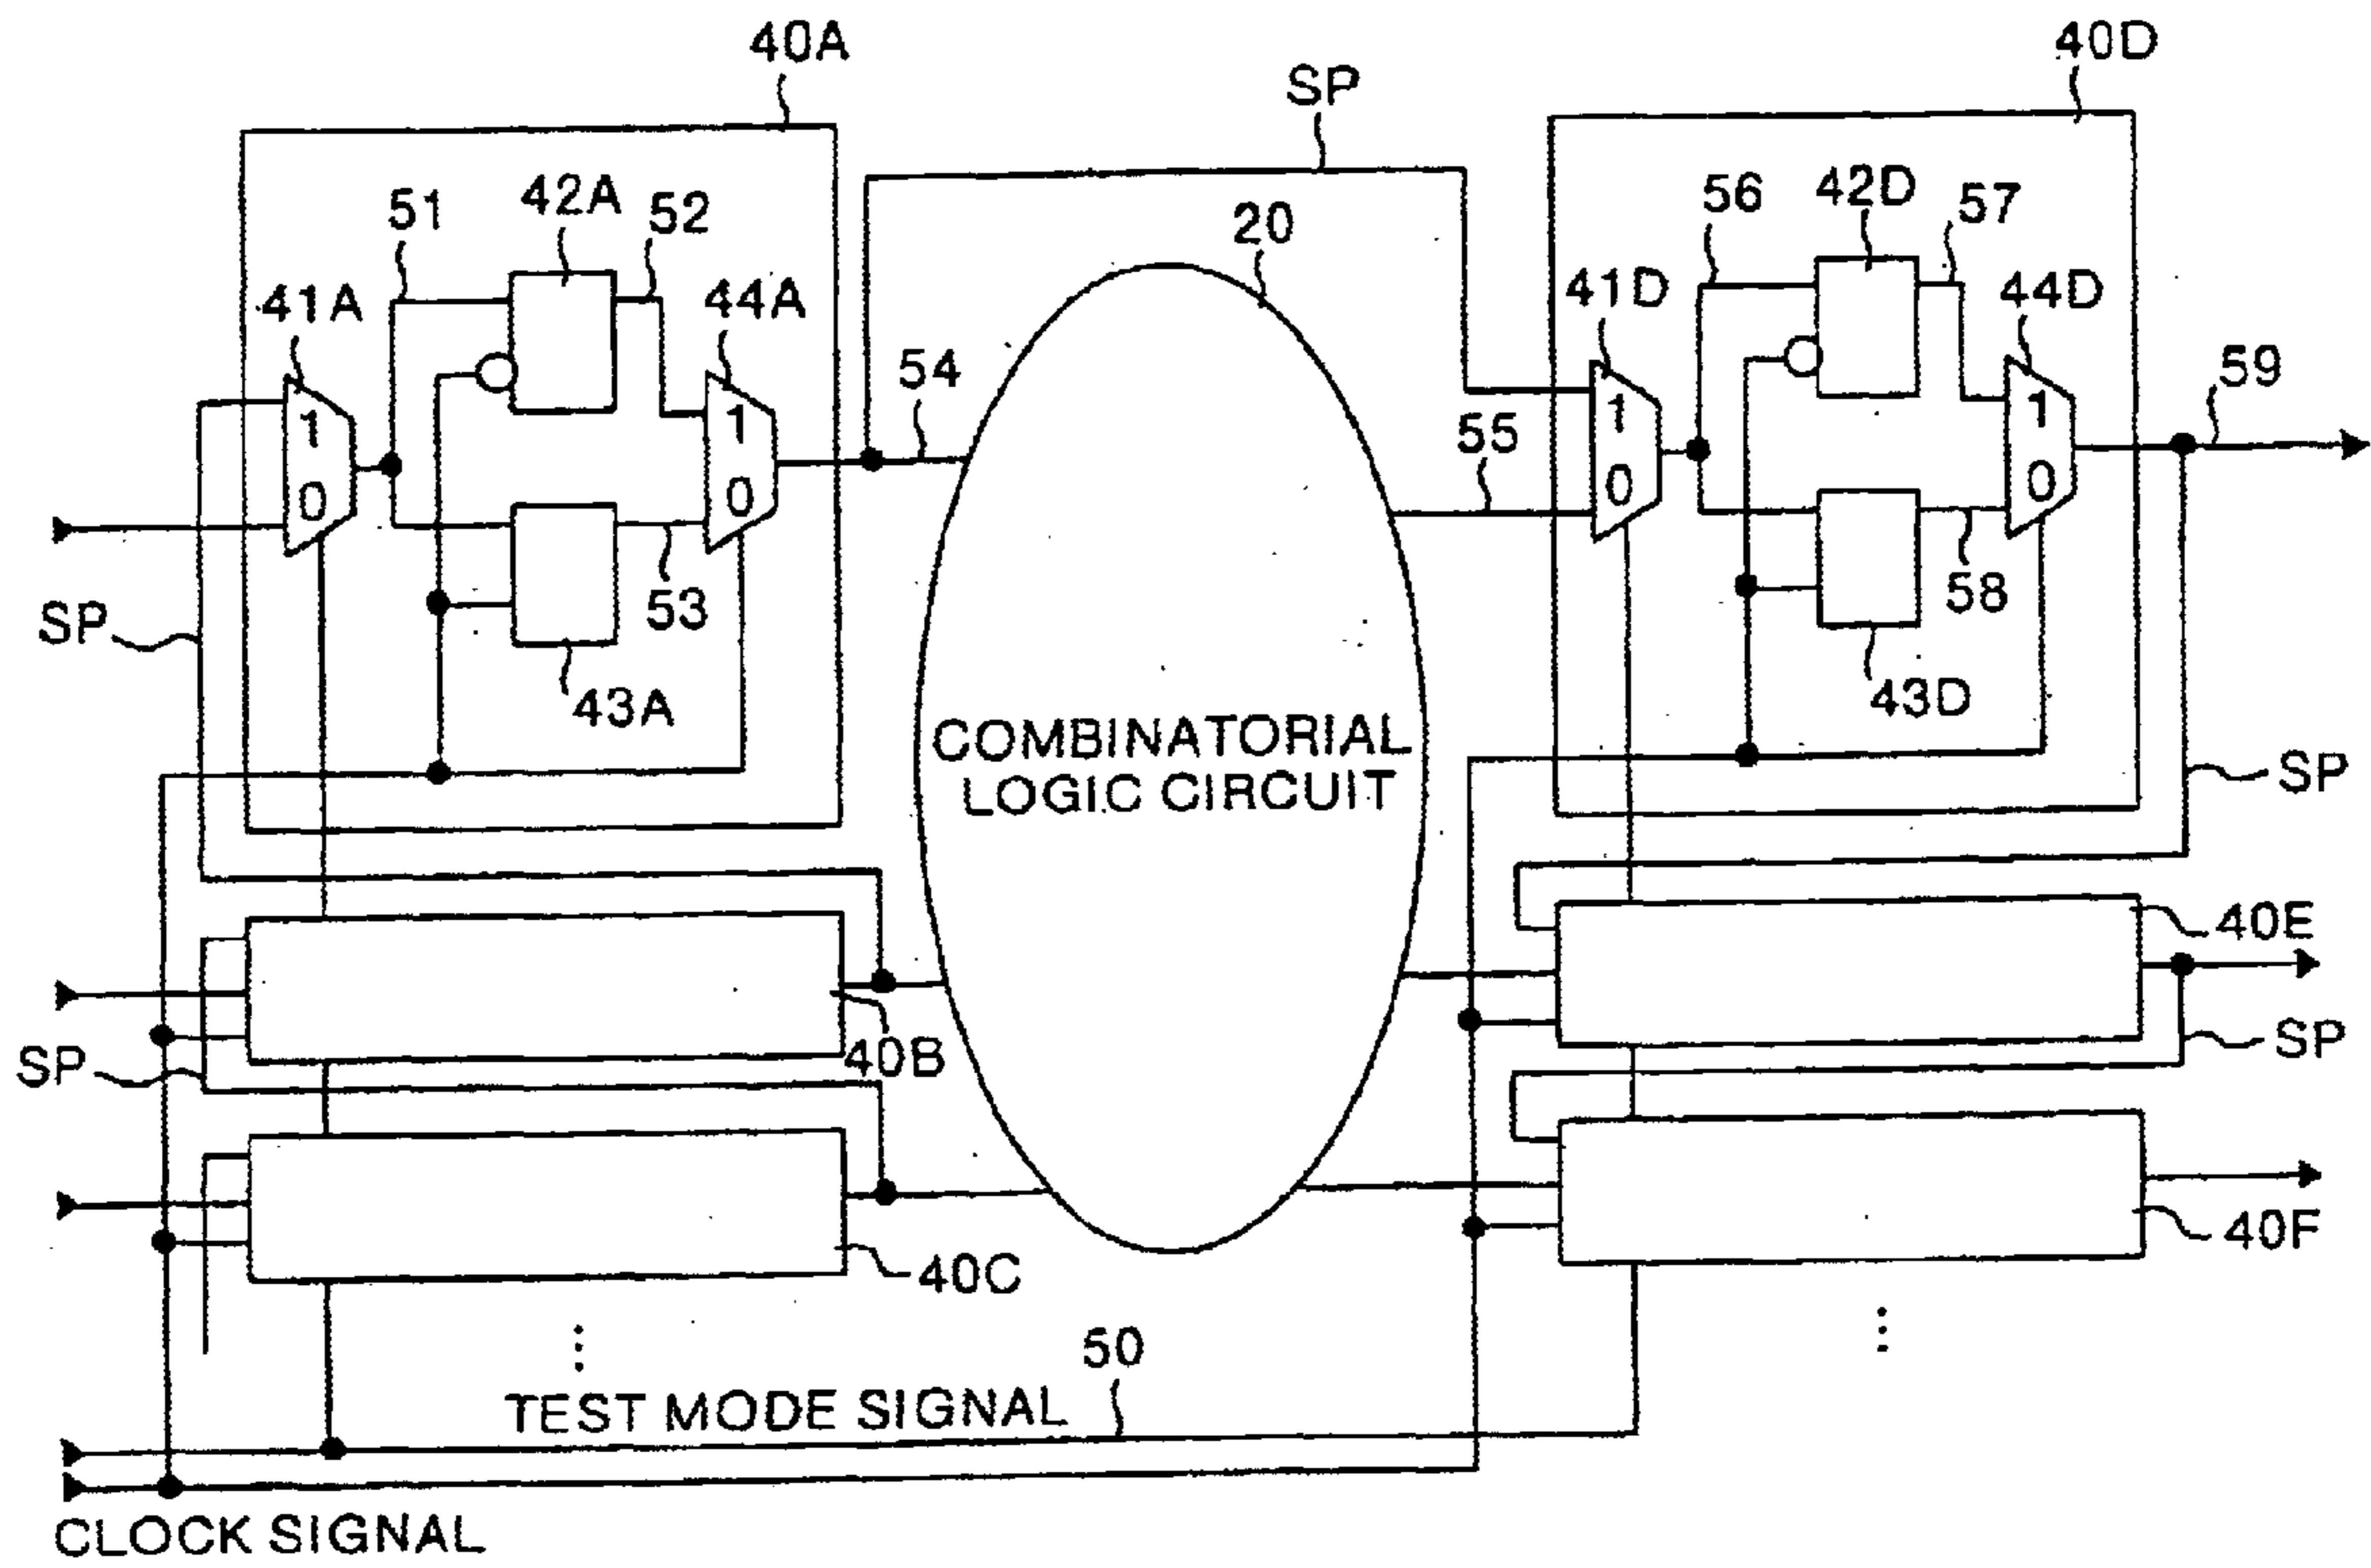 40A
40D
SP
42A
51
52
20
42D
56
57
41A
44A
41D
44D
1
0
1
0
54
55
1
0
1
0
59
SP
53
43A
58
43D
COMBINATORIAL
LOGIC CIRCUIT
SP
40E
SP
40B
SP
40C
40F
50
TEST MODE SIGNAL
CLOCK SIGNAL